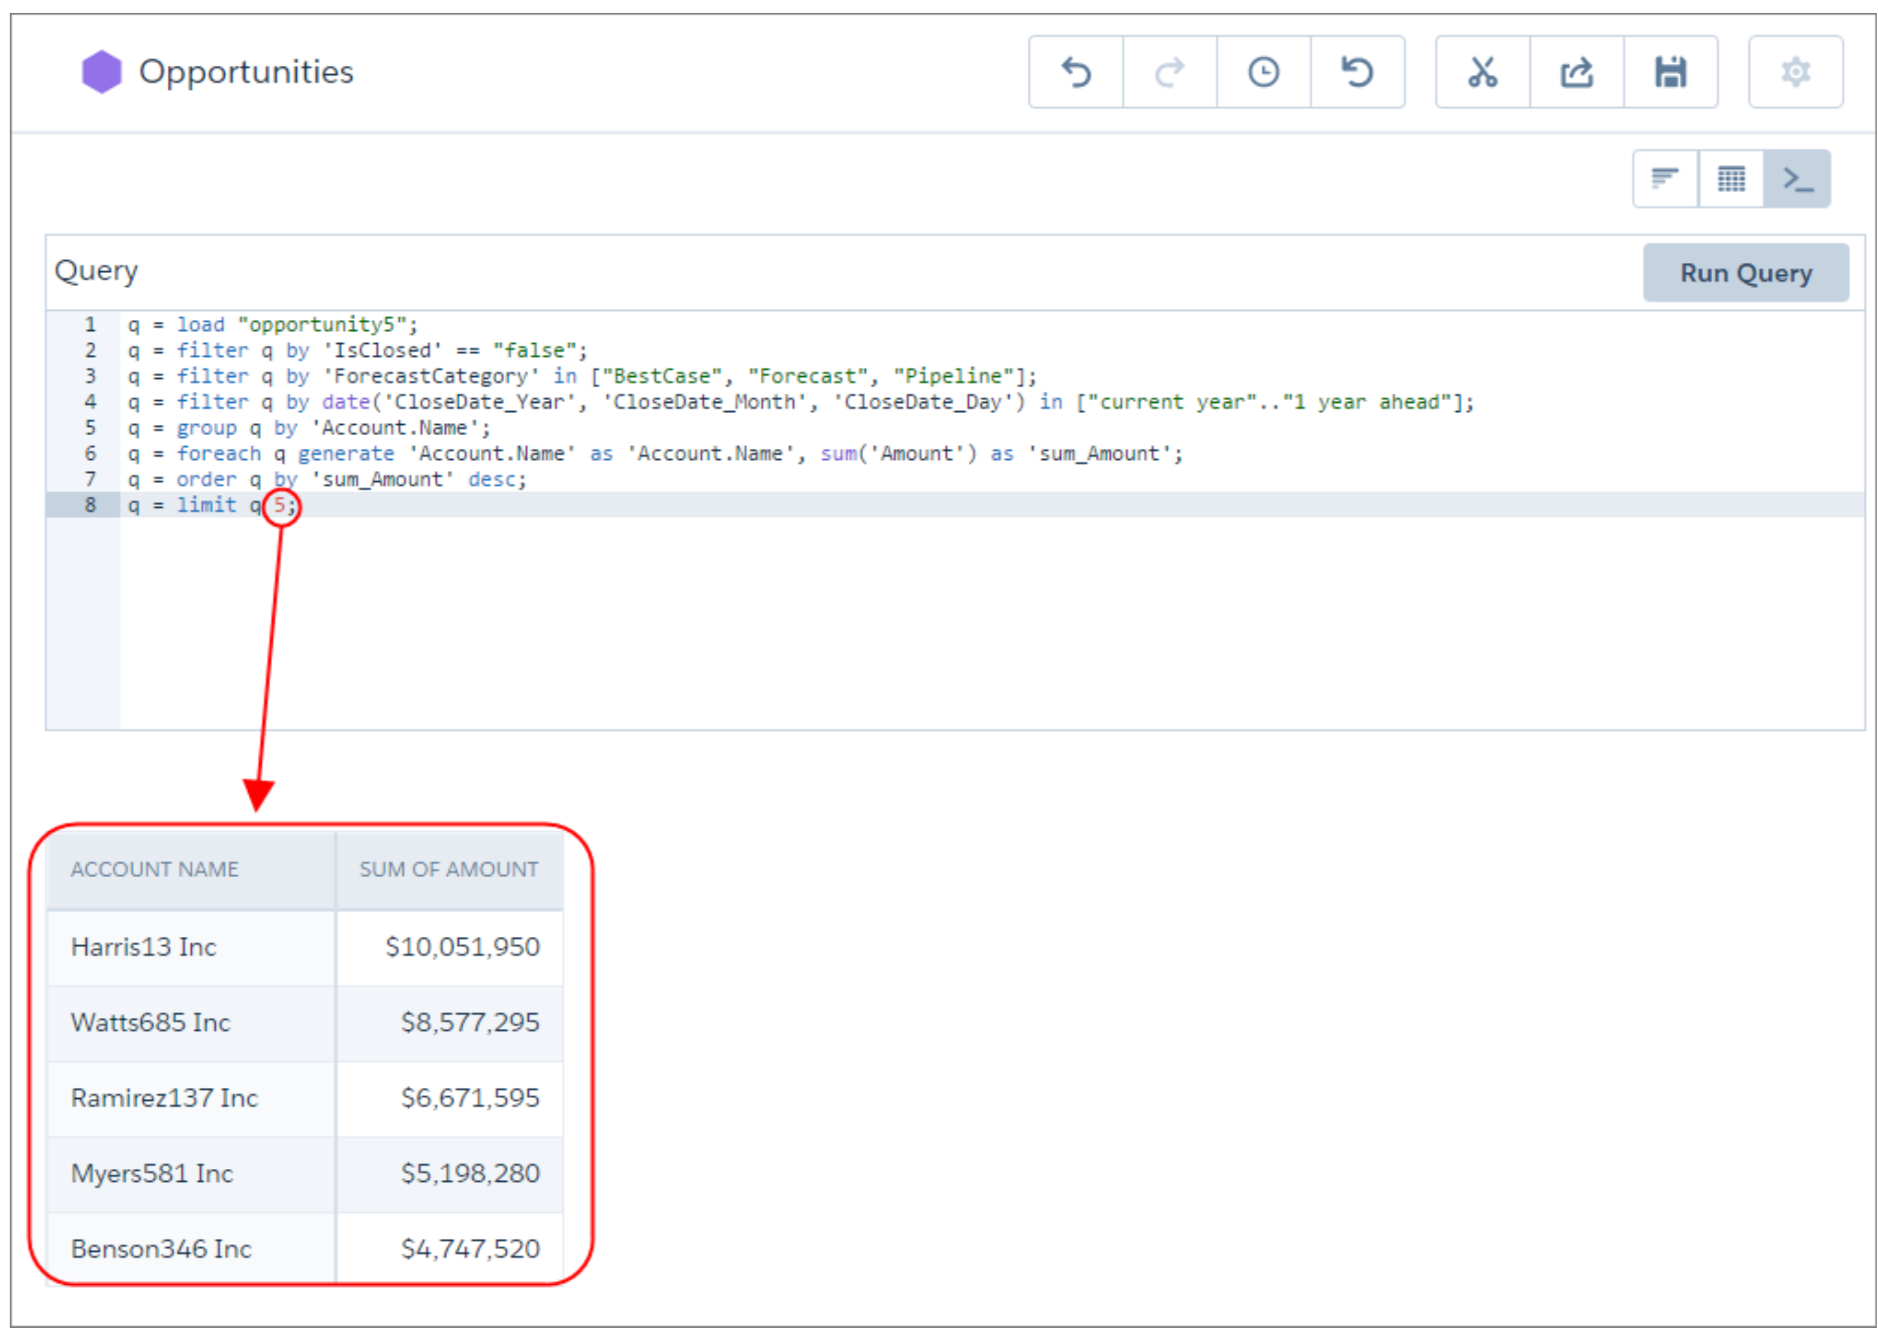 Opportunities
Query
Run Query
1 q = load "opportunity5";
2 q = filter q by 'IsClosed' == "false";
3 q = filter q by 'ForecastCategory' in ["BestCase", "Forecast", "Pipeline"];
4 q = filter q by date('CloseDate_Year', 'CloseDate_Month', 'CloseDate_Day') in ["current year".."1 year ahead"];
5 q = group q by 'Account.Name';
6 q = foreach q generate 'Account.Name' as 'Account.Name', sum('Amount') as 'sum_Amount';
7 q = order q by 'sum_Amount' desc;
8 q = limit q 5;
ACCOUNT NAME SUM OF AMOUNT
Harris13 Inc $10,051,950
Watts685 Inc $8,577,295
Ramirez137 Inc $6,671,595
Myers581 Inc $5,198,280
Benson346 Inc $4,747,520